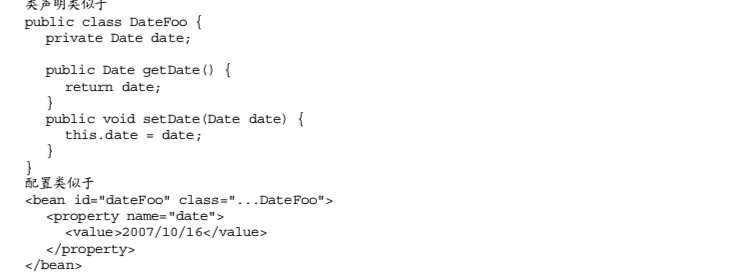 类声明类似于
public class DateFoo {
private Date date;
public Date getDate() {
return date;
}
public void setDate(Date date) {
this.date = date;
}
}
配置类似于
<bean id="dateFoo" class="...DateFoo">
<property name="date">
<value>2007/10/16</value>
</property>
</bean>